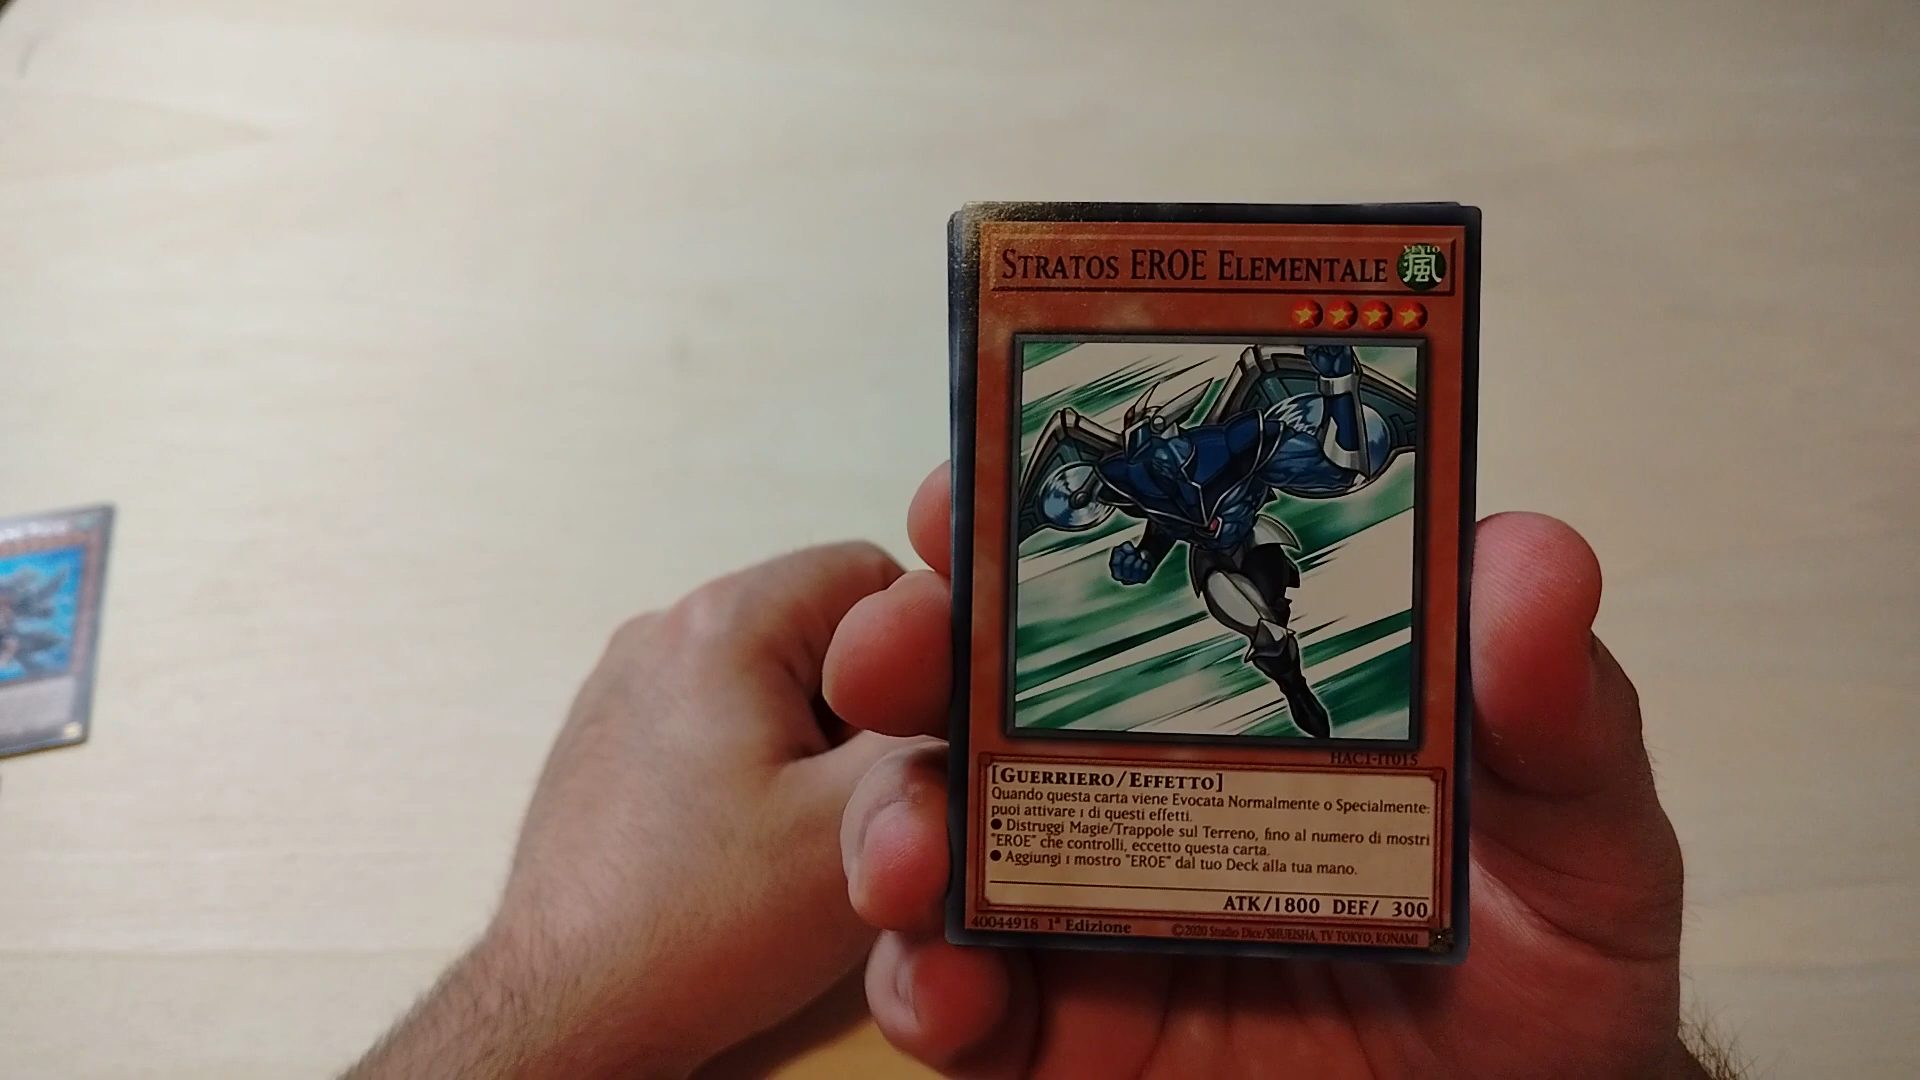 STRATOS EROE ELEMENTALE
VENTO
風
HAC1-IT015
[GUERRIERO/EFFETTO]
Quando questa carta viene Evocata Normalmente o Specialmente:
puoi attivare 1 di questi effetti.
● Distruggi Magie/Trappole sul Terreno, fino al numero di mostri
"EROE" che controlli, eccetto questa carta.
● Aggiungi 1 mostro "EROE" dal tuo Deck alla tua mano.
ATK/1800 DEF/ 300
40044918 1ª Edizione ©2020 Studio Dice/SHUEISHA, TV TOKYO, KONAMI